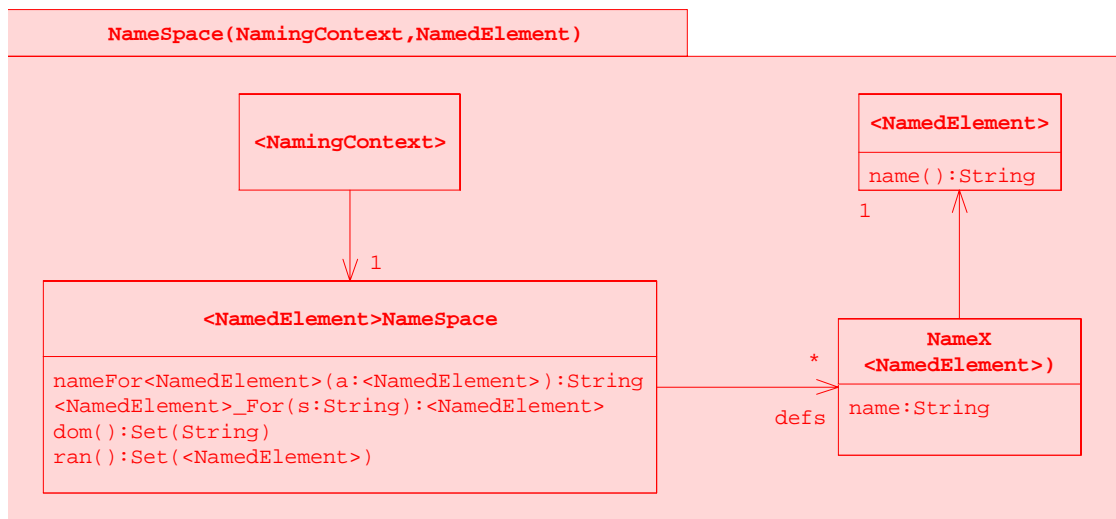 NameSpace(NamingContext,NamedElement)
<NamingContext>
<NamedElement>
name():String
1
1
<NamedElement>NameSpace
nameFor<NamedElement>(a:<NamedElement>):String
<NamedElement>_For(s:String):<NamedElement>
dom():Set(String)
ran():Set(<NamedElement>)
*
defs
NameX
<NamedElement>)
name:String